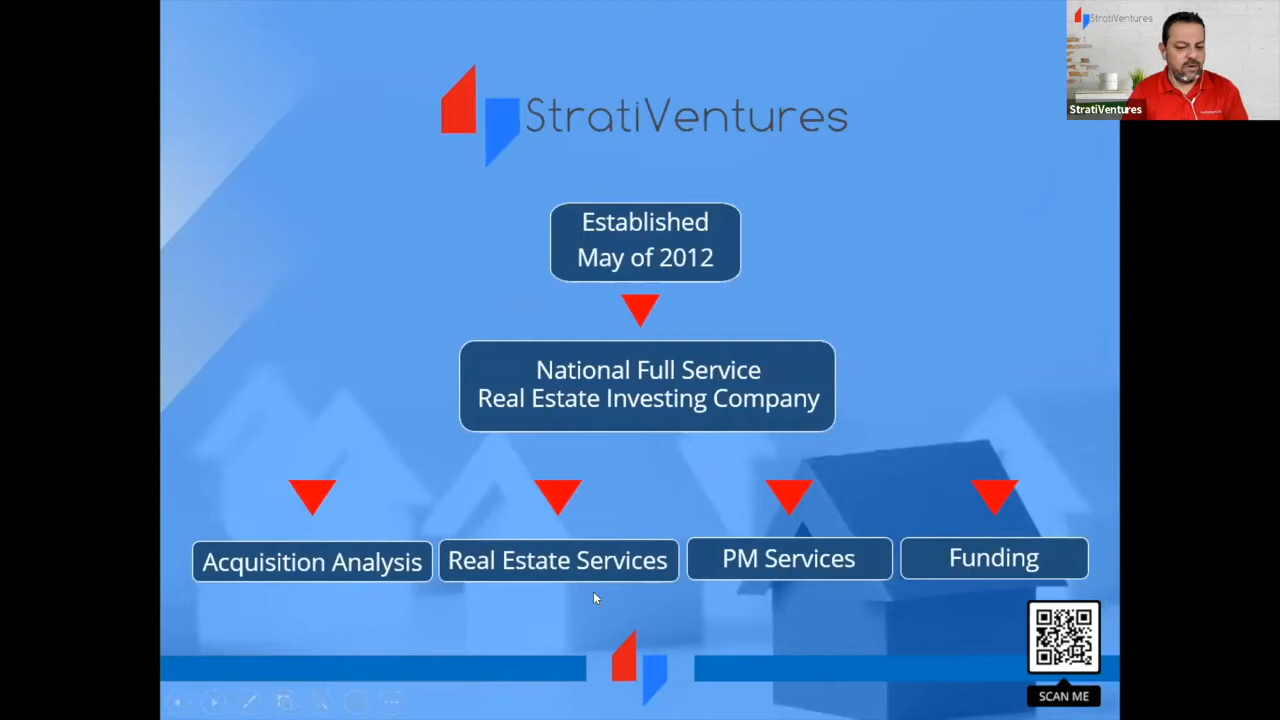 StratiVentures
StratiVentures
StratiVentures
Established
May of 2012
National Full Service
Real Estate Investing Company
Acquisition Analysis
Real Estate Services
PM Services
Funding
SCAN ME